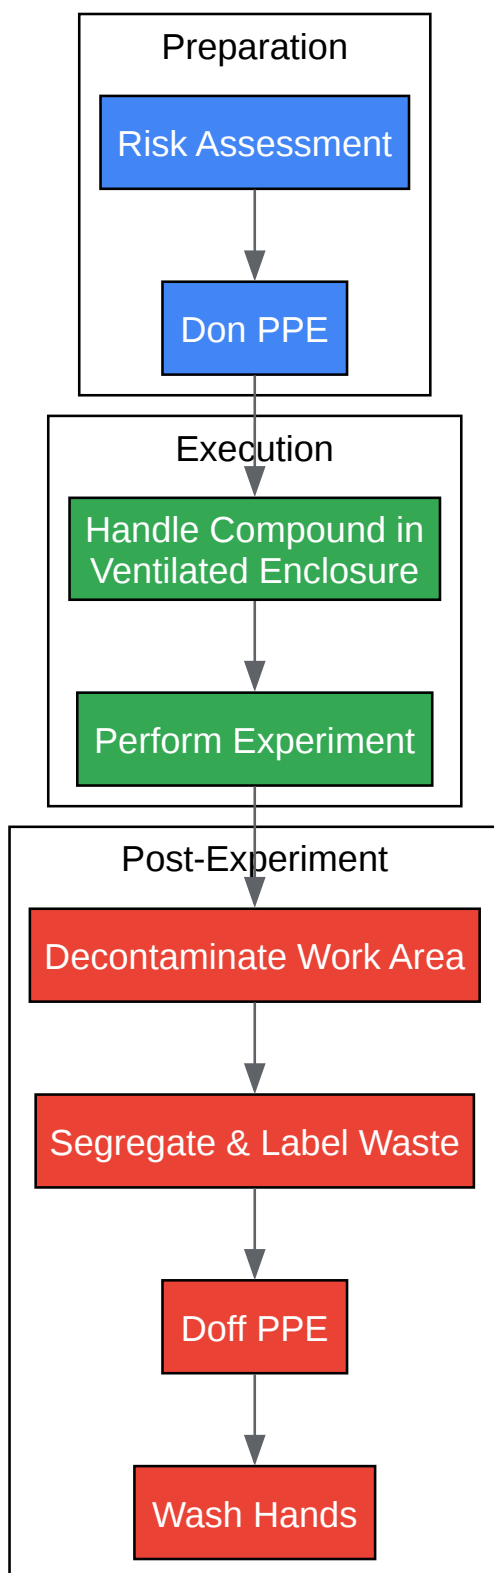 Preparation
Risk Assessment
Don PPE
Execution
Handle Compound in
Ventilated Enclosure
Perform Experiment
Post-Experiment
Decontaminate Work Area
Segregate & Label Waste
Doff PPE
Wash Hands